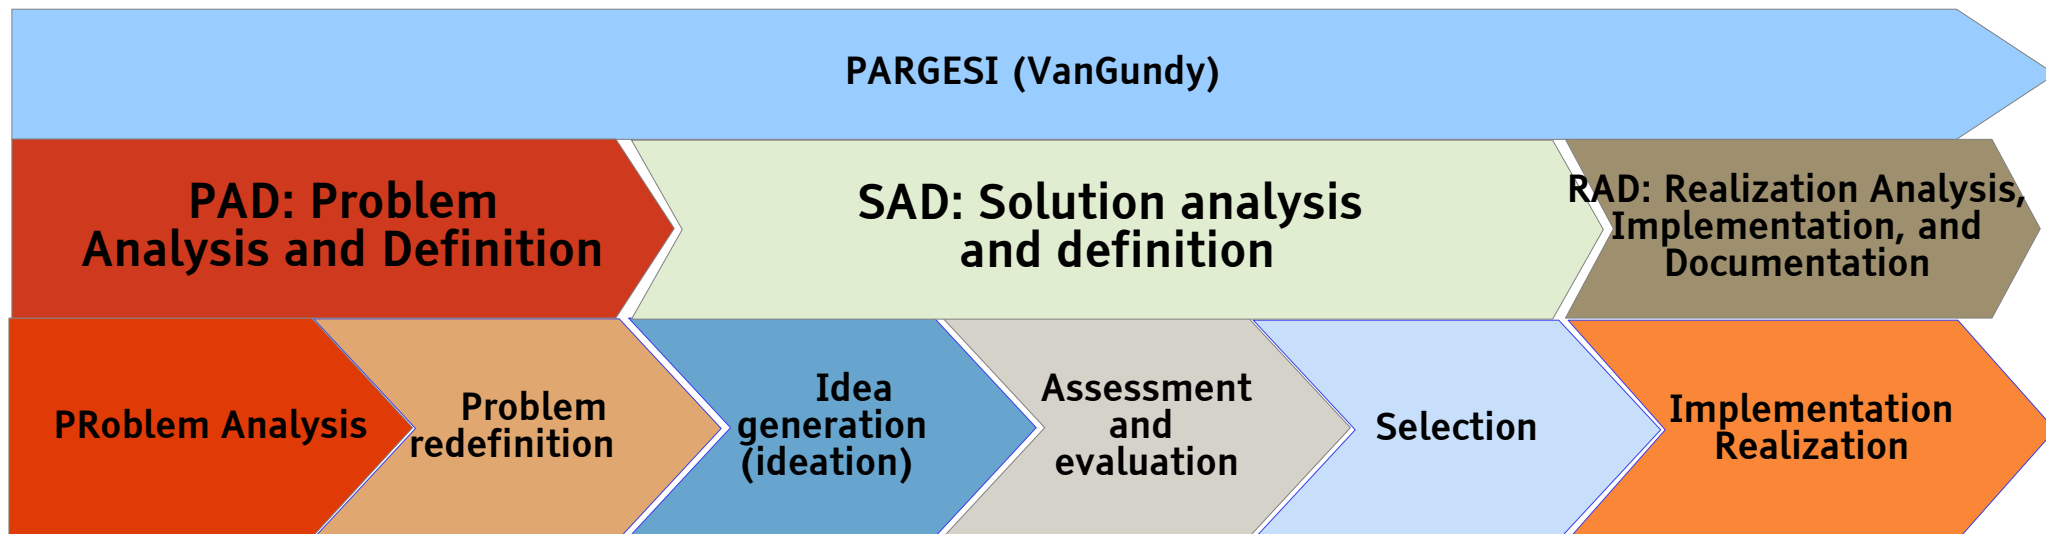 PARGESI (VanGundy)
PAD: Problem
Analysis and Definition
SAD: Solution analysis
and definition
RAD: Realization Analysis,
Implementation, and
Documentation
PRoblem Analysis
Problem
redefinition
Idea
generation
(ideation)
Assessment
and
evaluation
Selection
Implementation
Realization